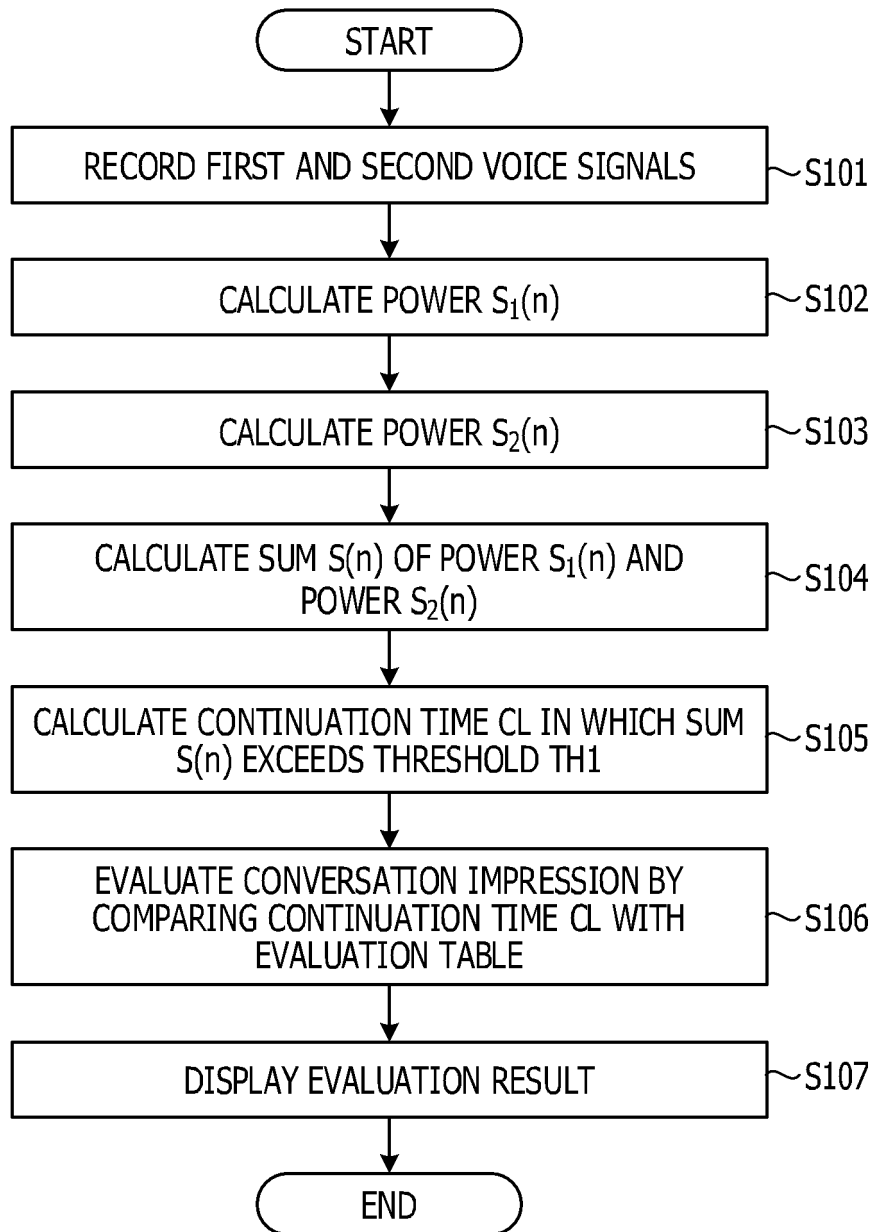 START
RECORD FIRST AND SECOND VOICE SIGNALS
S101
CALCULATE POWER S₁(n)
S102
CALCULATE POWER S₂(n)
S103
CALCULATE SUM S(n) OF POWER S₁(n) AND
POWER S₂(n)
S104
CALCULATE CONTINUATION TIME CL IN WHICH SUM
S(n) EXCEEDS THRESHOLD TH1
S105
EVALUATE CONVERSATION IMPRESSION BY
COMPARING CONTINUATION TIME CL WITH
EVALUATION TABLE
S106
DISPLAY EVALUATION RESULT
S107
END